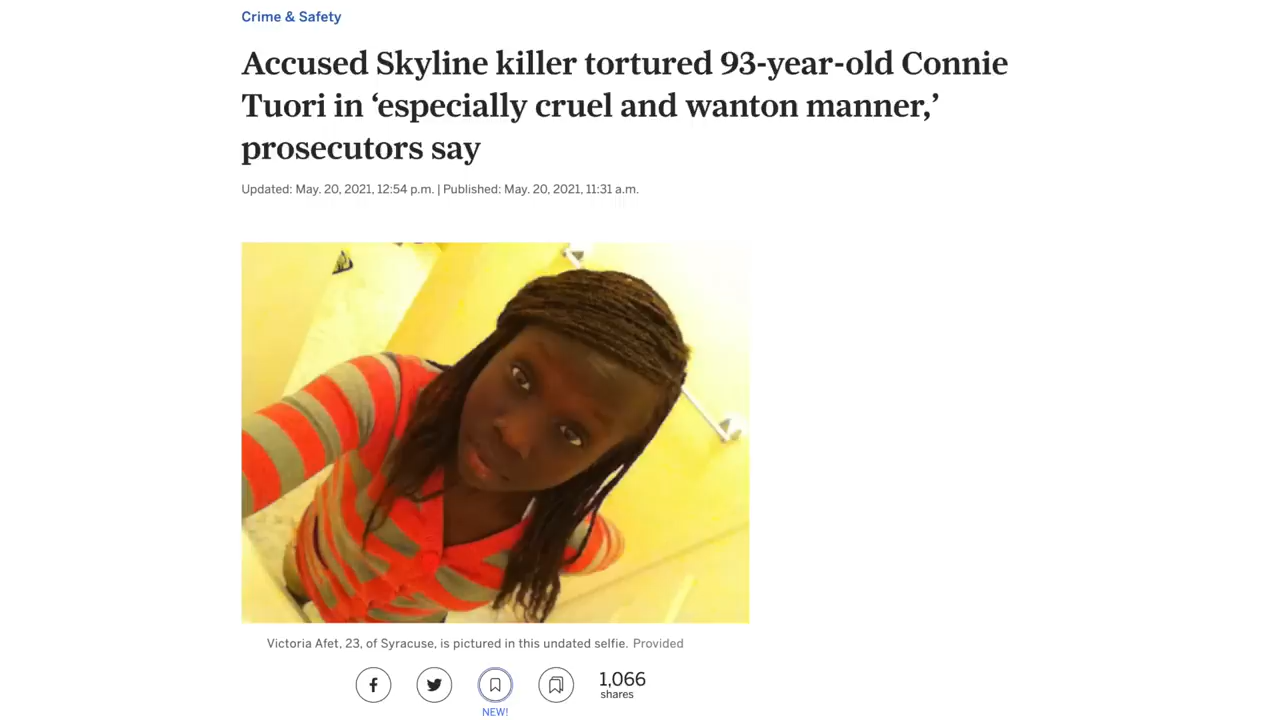 Crime & Safety
Accused Skyline killer tortured 93-year-old Connie
Tuori in ‘especially cruel and wanton manner,’
prosecutors say
Updated: May. 20, 2021, 12:54 p.m. | Published: May. 20, 2021, 11:31 a.m.
Victoria Afet, 23, of Syracuse, is pictured in this undated selfie. Provided
1,066
shares
NEW!